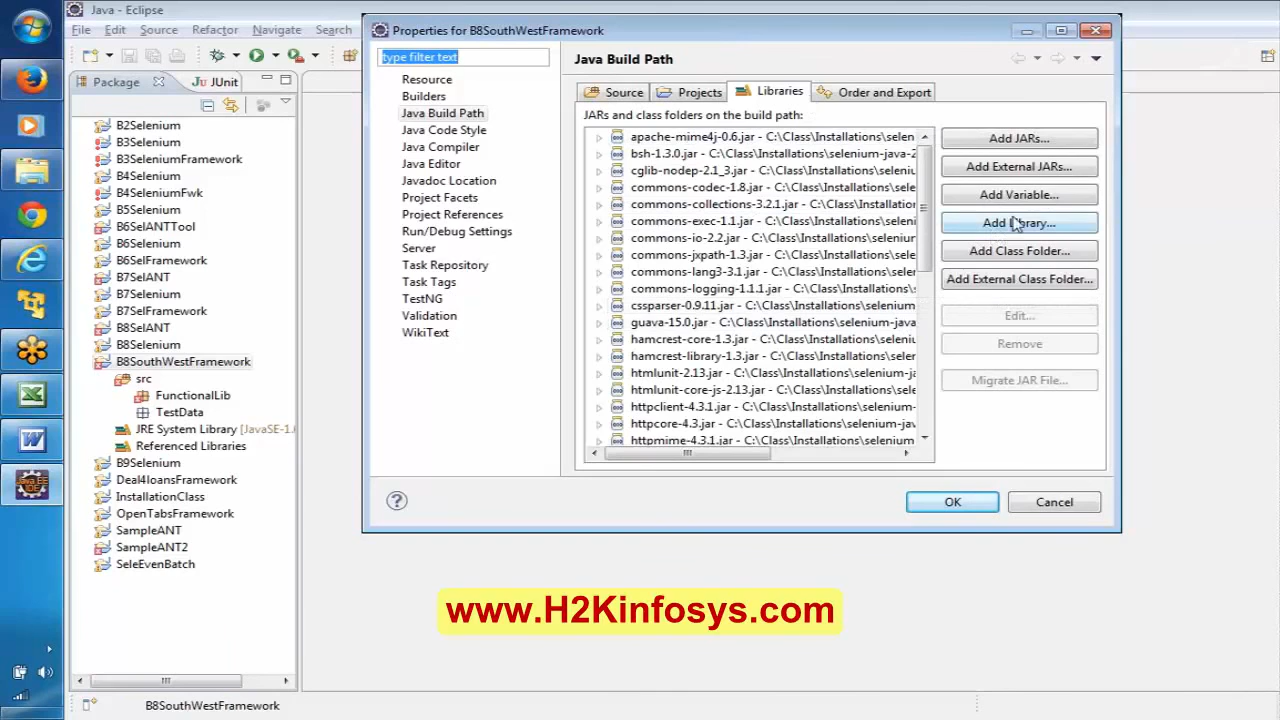 Java - Eclipse
File Edit Source Refactor Navigate Search
Package JUnit
B2Selenium
B3Selenium
B3SeleniumFramework
B4Selenium
B4SeleniumFwk
B5Selenium
B6SelANTTool
B6Selenium
B6SelFramework
B7SelANT
B7Selenium
B7SelFramework
B8SelANT
B8Selenium
B8SouthWestFramework
src
FunctionalLib
TestData
JRE System Library [JavaSE-1.
Referenced Libraries
B9Selenium
Deal4loansFramework
InstallationClass
OpenTabsFramework
SampleANT
SampleANT2
SeleEvenBatch
B8SouthWestFramework
Java EE
IDE
Properties for B8SouthWestFramework
type filter text
Resource
Builders
Java Build Path
Java Code Style
Java Compiler
Java Editor
Javadoc Location
Project Facets
Project References
Run/Debug Settings
Server
Task Repository
Task Tags
TestNG
Validation
WikiText
Java Build Path
Source Projects Libraries Order and Export
JARs and class folders on the build path:
apache-mime4j-0.6.jar - C:\Class\Installations\selen
bsh-1.3.0.jar - C:\Class\Installations\selenium-java-2
cglib-nodep-2.1_3.jar - C:\Class\Installations\seleniu
commons-codec-1.8.jar - C:\Class\Installations\selen
commons-collections-3.2.1.jar - C:\Class\Installations
commons-exec-1.1.jar - C:\Class\Installations\seleni
commons-io-2.2.jar - C:\Class\Installations\selenium
commons-jxpath-1.3.jar - C:\Class\Installations\selen
commons-lang3-3.1.jar - C:\Class\Installations\selen
commons-logging-1.1.1.jar - C:\Class\Installations\s
cssparser-0.9.11.jar - C:\Class\Installations\selenium
guava-15.0.jar - C:\Class\Installations\selenium-java
hamcrest-core-1.3.jar - C:\Class\Installations\seleni
hamcrest-library-1.3.jar - C:\Class\Installations\selen
htmlunit-2.13.jar - C:\Class\Installations\selenium-ja
htmlunit-core-js-2.13.jar - C:\Class\Installations\sele
httpclient-4.3.1.jar - C:\Class\Installations\selenium-
httpcore-4.3.jar - C:\Class\Installations\selenium-jav
httpmime-4.3.1.jar - C:\Class\Installations\selenium
Add JARs...
Add External JARs...
Add Variable...
Add Library...
Add Class Folder...
Add External Class Folder...
Edit...
Remove
Migrate JAR File...
OK Cancel
www.H2Kinfosys.com